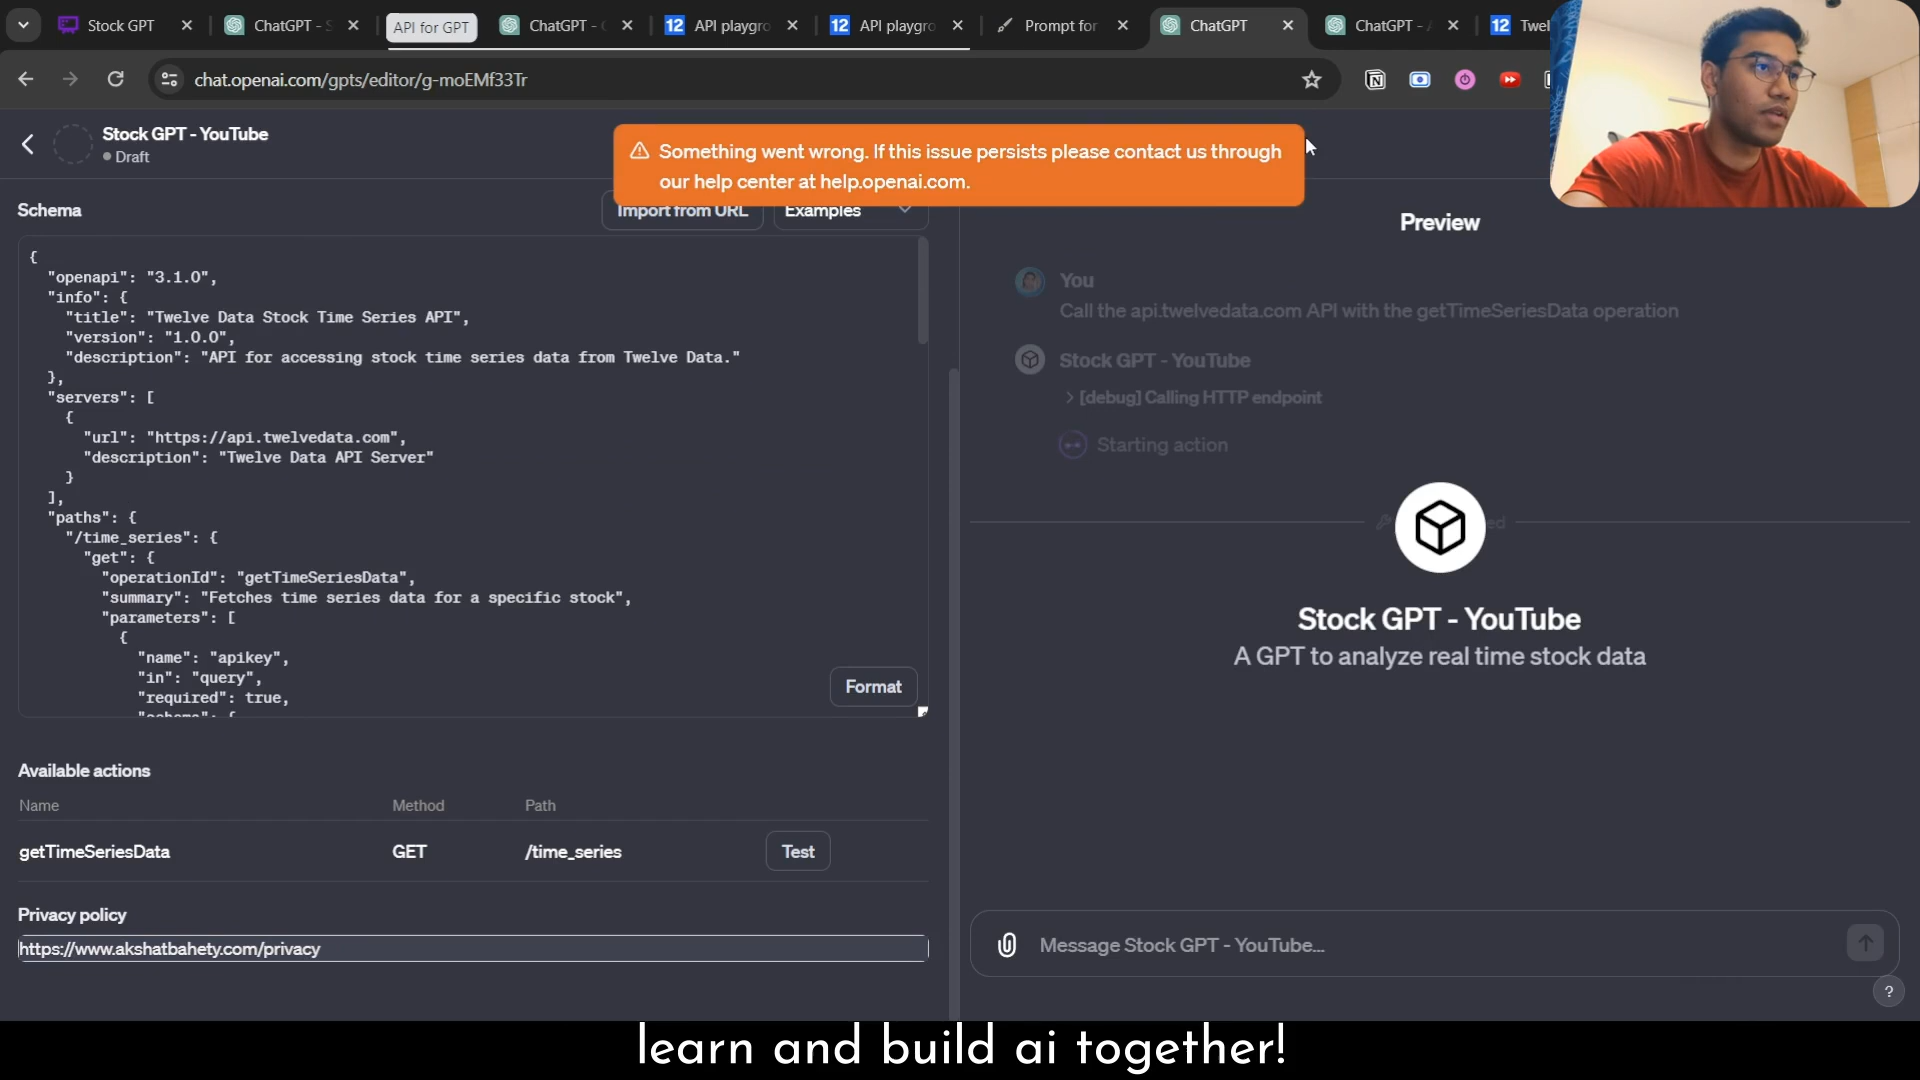 Stock GPT
ChatGPT - S
API for GPT
ChatGPT -
API playgro
API playgro
Prompt for
ChatGPT
ChatGPT - A
Twel
chat.openai.com/gpts/editor/g-moEMf33Tr
Stock GPT - YouTube
Draft
Something went wrong. If this issue persists please contact us through
our help center at help.openai.com.
Schema
Import from URL
Examples
{
"openapi": "3.1.0",
"info": {
"title": "Twelve Data Stock Time Series API",
"version": "1.0.0",
"description": "API for accessing stock time series data from Twelve Data."
},
"servers": [
{
"url": "https://api.twelvedata.com",
"description": "Twelve Data API Server"
}
],
"paths": {
"/time_series": {
"get": {
"operationId": "getTimeSeriesData",
"summary": "Fetches time series data for a specific stock",
"parameters": [
{
"name": "apikey",
"in": "query",
"required": true,
"schema": {
Format
Available actions
Name Method Path
getTimeSeriesData GET /time_series Test
Privacy policy
https://www.akshatbahety.com/privacy
Preview
You
Call the api.twelvedata.com API with the getTimeSeriesData operation
Stock GPT - YouTube
[debug] Calling HTTP endpoint
Starting action
Stock GPT - YouTube
A GPT to analyze real time stock data
Message Stock GPT - YouTube...
?
learn and build ai together!